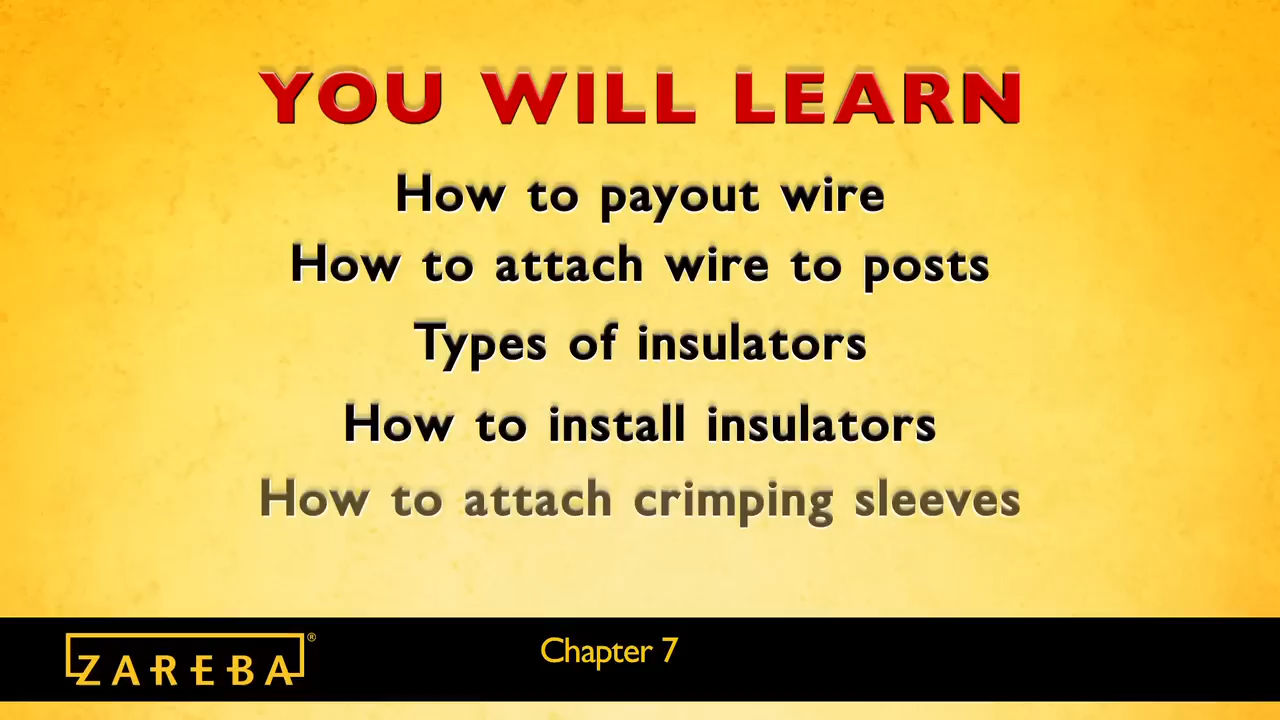 YOU WILL LEARN
How to payout wire
How to attach wire to posts
Types of insulators
How to install insulators
How to attach crimping sleeves
ZAREBA®
Chapter 7